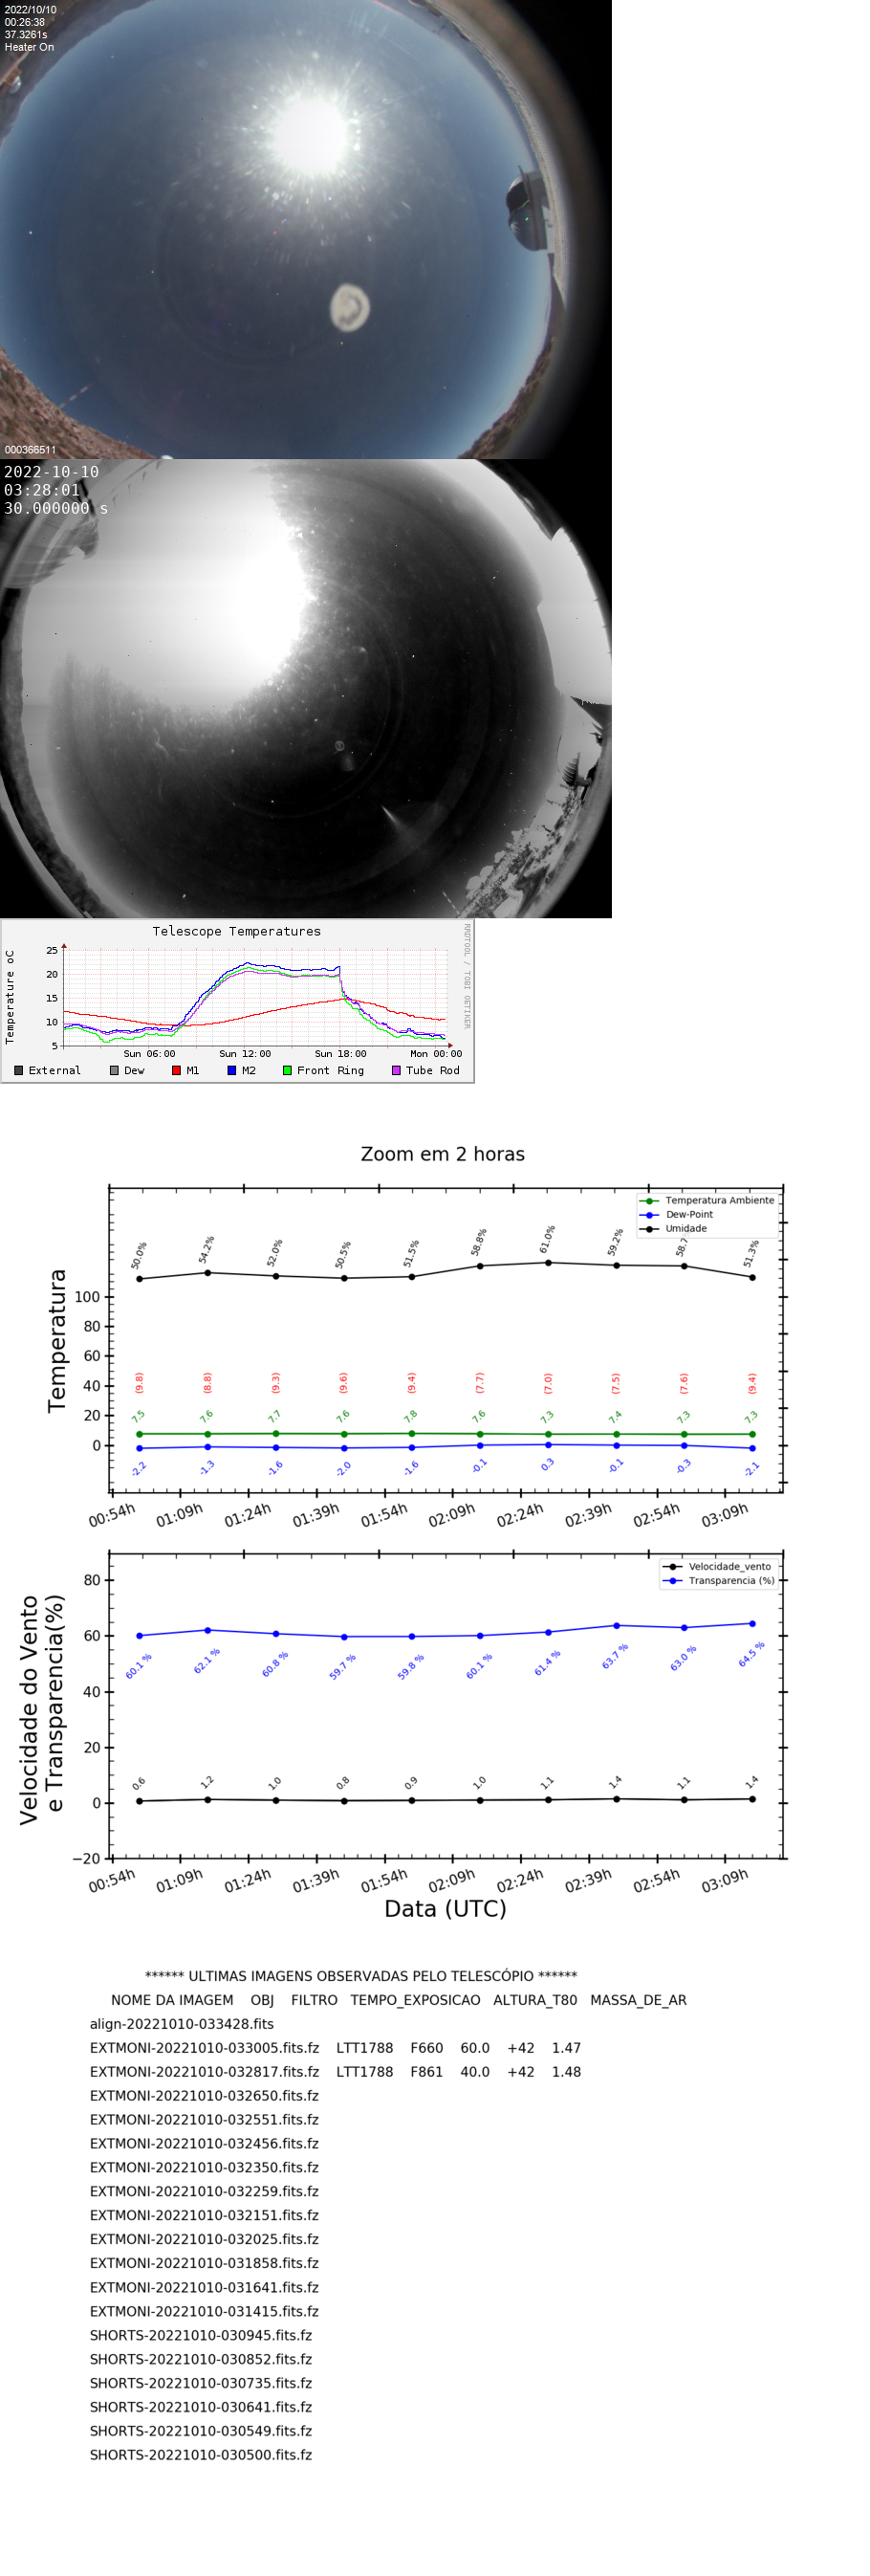 2022/10/10
00:26:38
37.3261s
Heater On
000366511
2022-10-10
03:28:01
30.000000 s
Telescope Temperatures
RRDTOOL / TOBI OETIKER
Temperature oC
25
20
15
10
5
Sun 06:00 Sun 12:00 Sun 18:00 Mon 00:00
External Dew M1 M2 Front Ring Tube Rod
Zoom em 2 horas
Temperatura Ambiente
Dew-Point
Umidade
Temperatura
50.0% 54.2% 52.0% 50.5% 51.5% 58.8% 61.0% 59.2% 51.3%
100
80
60
40
20
0
(9.8) (8.8) (9.3) (9.6) (9.4) (7.7) (7.0) (7.5) (7.6) (9.4)
7.5 7.6 7.7 7.6 7.8 7.6 7.3 7.4 7.3 7.3
-2.2 -1.3 -1.6 -2.0 -1.6 -0.1 0.3 -0.1 -0.3 -2.1
00:54h 01:09h 01:24h 01:39h 01:54h 02:09h 02:24h 02:39h 02:54h 03:09h
Velocidade_vento
Transparencia (%)
Velocidade do Vento
e Transparencia(%)
80
60
40
20
0
−20
60.1 % 62.1 % 60.8 % 59.7 % 59.8 % 60.1 % 61.4 % 63.7 % 63.0 % 64.5 %
0.6 1.2 1.0 0.8 0.9 1.0 1.1 1.4 1.1 1.4
00:54h 01:09h 01:24h 01:39h 01:54h 02:09h 02:24h 02:39h 02:54h 03:09h
Data (UTC)
****** ULTIMAS IMAGENS OBSERVADAS PELO TELESCÓPIO ******
NOME DA IMAGEM OBJ FILTRO TEMPO_EXPOSICAO ALTURA_T80 MASSA_DE_AR
align-20221010-033428.fits
EXTMONI-20221010-033005.fits.fz LTT1788 F660 60.0 +42 1.47
EXTMONI-20221010-032817.fits.fz LTT1788 F861 40.0 +42 1.48
EXTMONI-20221010-032650.fits.fz
EXTMONI-20221010-032551.fits.fz
EXTMONI-20221010-032456.fits.fz
EXTMONI-20221010-032350.fits.fz
EXTMONI-20221010-032259.fits.fz
EXTMONI-20221010-032151.fits.fz
EXTMONI-20221010-032025.fits.fz
EXTMONI-20221010-031858.fits.fz
EXTMONI-20221010-031641.fits.fz
EXTMONI-20221010-031415.fits.fz
SHORTS-20221010-030945.fits.fz
SHORTS-20221010-030852.fits.fz
SHORTS-20221010-030735.fits.fz
SHORTS-20221010-030641.fits.fz
SHORTS-20221010-030549.fits.fz
SHORTS-20221010-030500.fits.fz